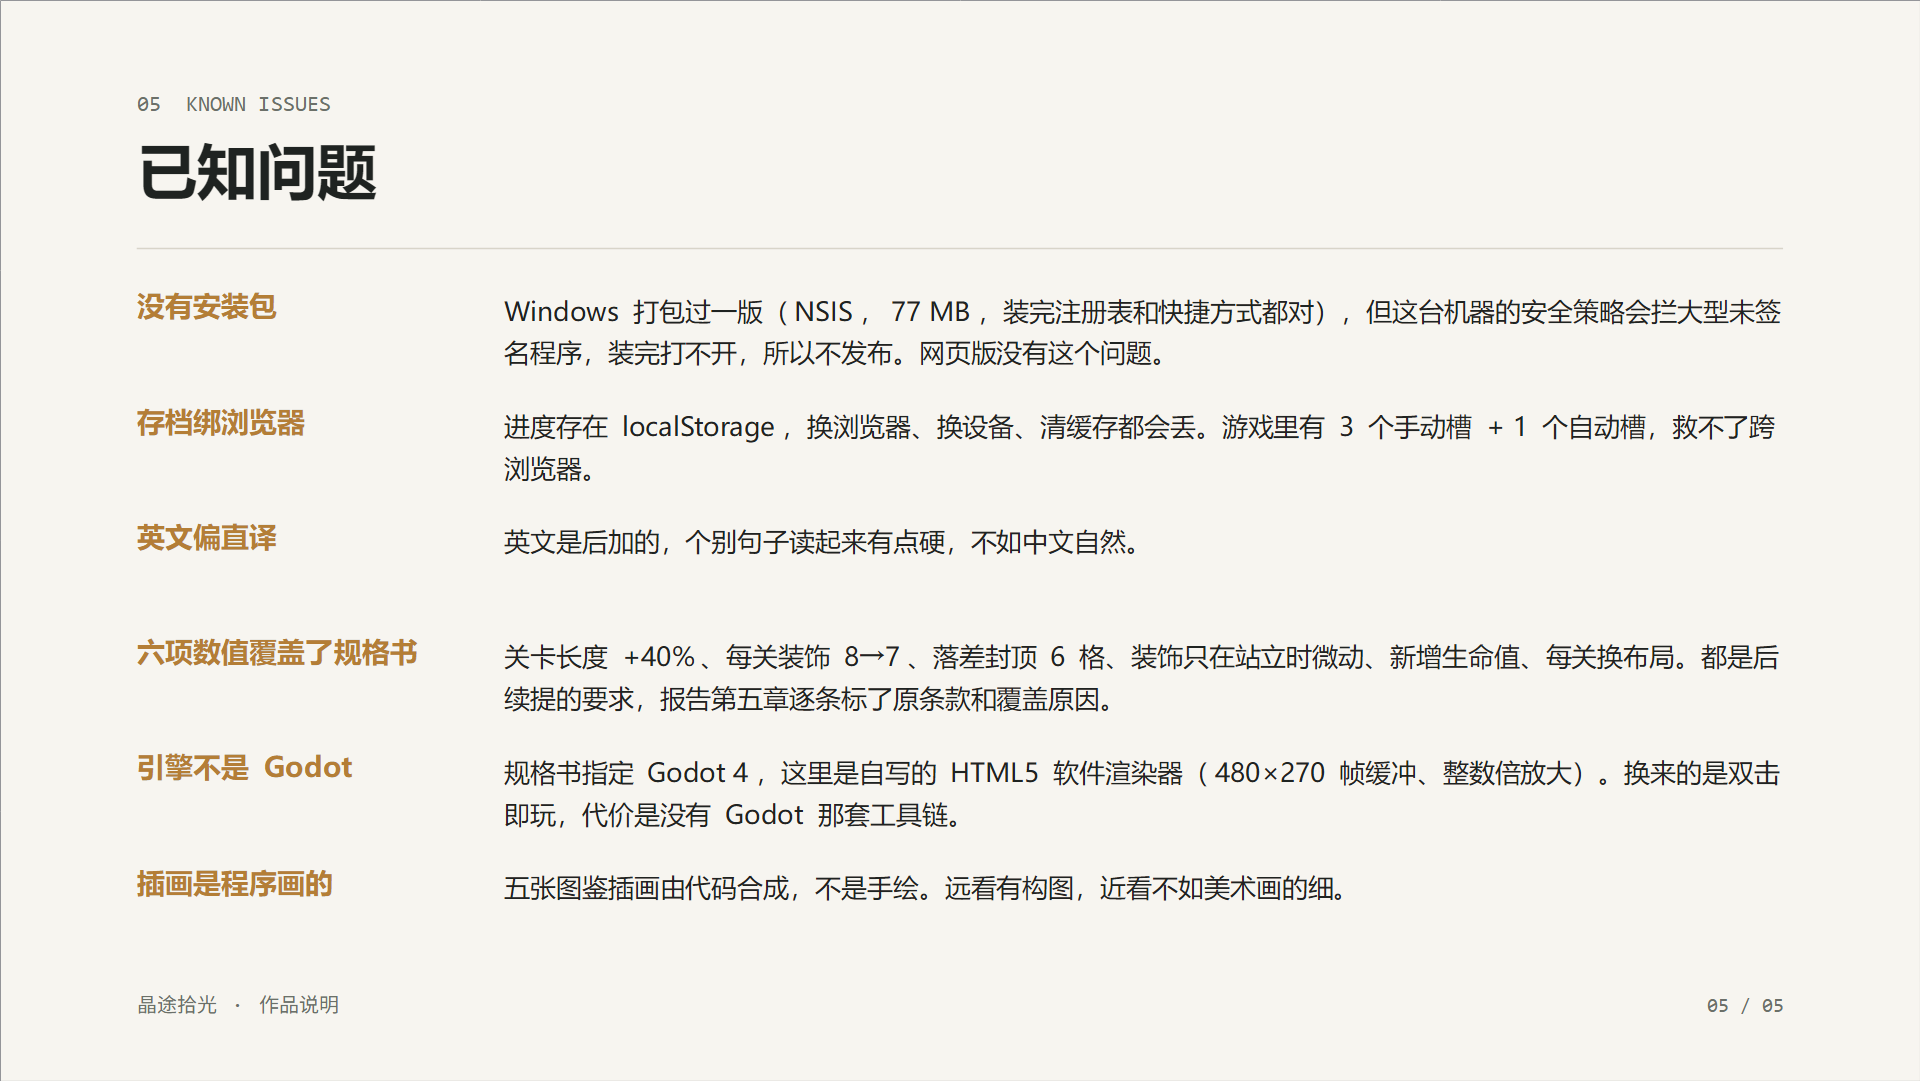 05 KNOWN ISSUES
已知问题
没有安装包
Windows 打包过一版（NSIS， 77 MB，装完注册表和快捷方式都对），但这台机器的安全策略会拦大型未签
名程序，装完打不开，所以不发布。网页版没有这个问题。
存档绑浏览器
进度存在 localStorage，换浏览器、换设备、清缓存都会丢。游戏里有 3 个手动槽 + 1 个自动槽，救不了跨
浏览器。
英文偏直译
英文是后加的，个别句子读起来有点硬，不如中文自然。
六项数值覆盖了规格书
关卡长度 +40%、每关装饰 8→7、落差封顶 6 格、装饰只在站立时微动、新增生命值、每关换布局。都是后
续提的要求，报告第五章逐条标了原条款和覆盖原因。
引擎不是 Godot
规格书指定 Godot 4，这里是自写的 HTML5 软件渲染器（480×270 帧缓冲、整数倍放大）。换来的是双击
即玩，代价是没有 Godot 那套工具链。
插画是程序画的
五张图鉴插画由代码合成，不是手绘。远看有构图，近看不如美术画的细。
晶途拾光 · 作品说明
05 / 05